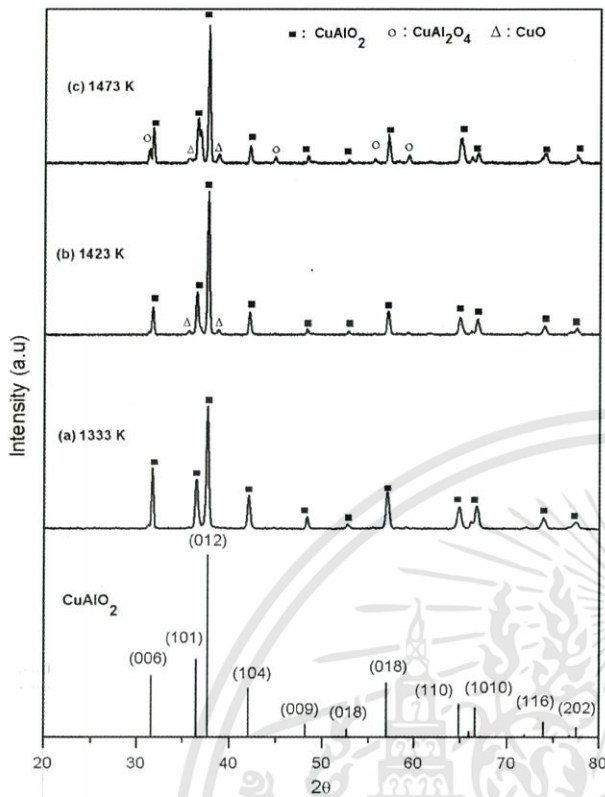 ■ : CuAlO2 ○ : CuAl2O4 Δ : CuO
(c) 1473 K
(b) 1423 K
(a) 1333 K
CuAlO2
(006)
(101)
(012)
(104)
(009)
(018)
(018)
(110)
(1010)
(116)
(202)
Intensity (a.u)
20 30 40 50 60 70 80
2θ